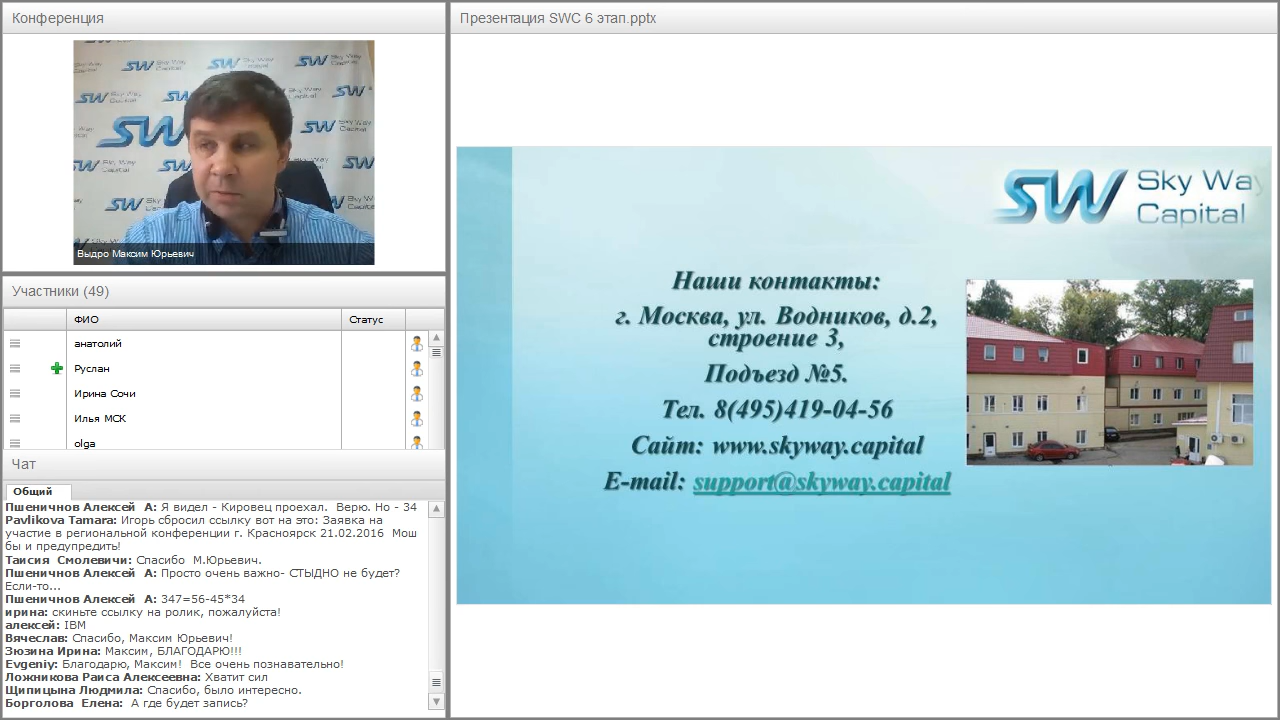 Конференция
SW
Sky Way
Capital
Выдро Максим Юрьевич
Участники (49)
ФИО
Статус
анатолий
Руслан
Ирина Сочи
Илья МСК
olga
Чат
Общий
Пшеничнов Алексей А: Я видел - Кировец проехал. Верю. Но - 34
Pavlikova Tamara: Игорь сбросил ссылку вот на это: Заявка на
участие в региональной конференции г. Красноярск 21.02.2016 Мош
бы и предупредить!
Таисия Смолевичи: Спасибо М.Юрьевич.
Пшеничнов Алексей А: Просто очень важно- СТЫДНО не будет?
Если-то...
Пшеничнов Алексей А: 347=56-45*34
ирина: скиньте ссылку на ролик, пожалуйста!
алексей: IBM
Вячеслав: Спасибо, Максим Юрьевич!
Зюзина Ирина: Максим, БЛАГОДАРЮ!!!
Evgeniy: Благодарю, Максим! Все очень познавательно!
Ложникова Раиса Алексеевна: Хватит сил
Щипицына Людмила: Спасибо, было интересно.
Борголова Елена: А где будет запись?
Презентация SWC 6 этап.pptx
SW Sky Way
Capital
Наши контакты:
г. Москва, ул. Водников, д.2,
строение 3,
Подъезд №5.
Тел. 8(495)419-04-56
Сайт: www.skyway.capital
E-mail: support@skyway.capital